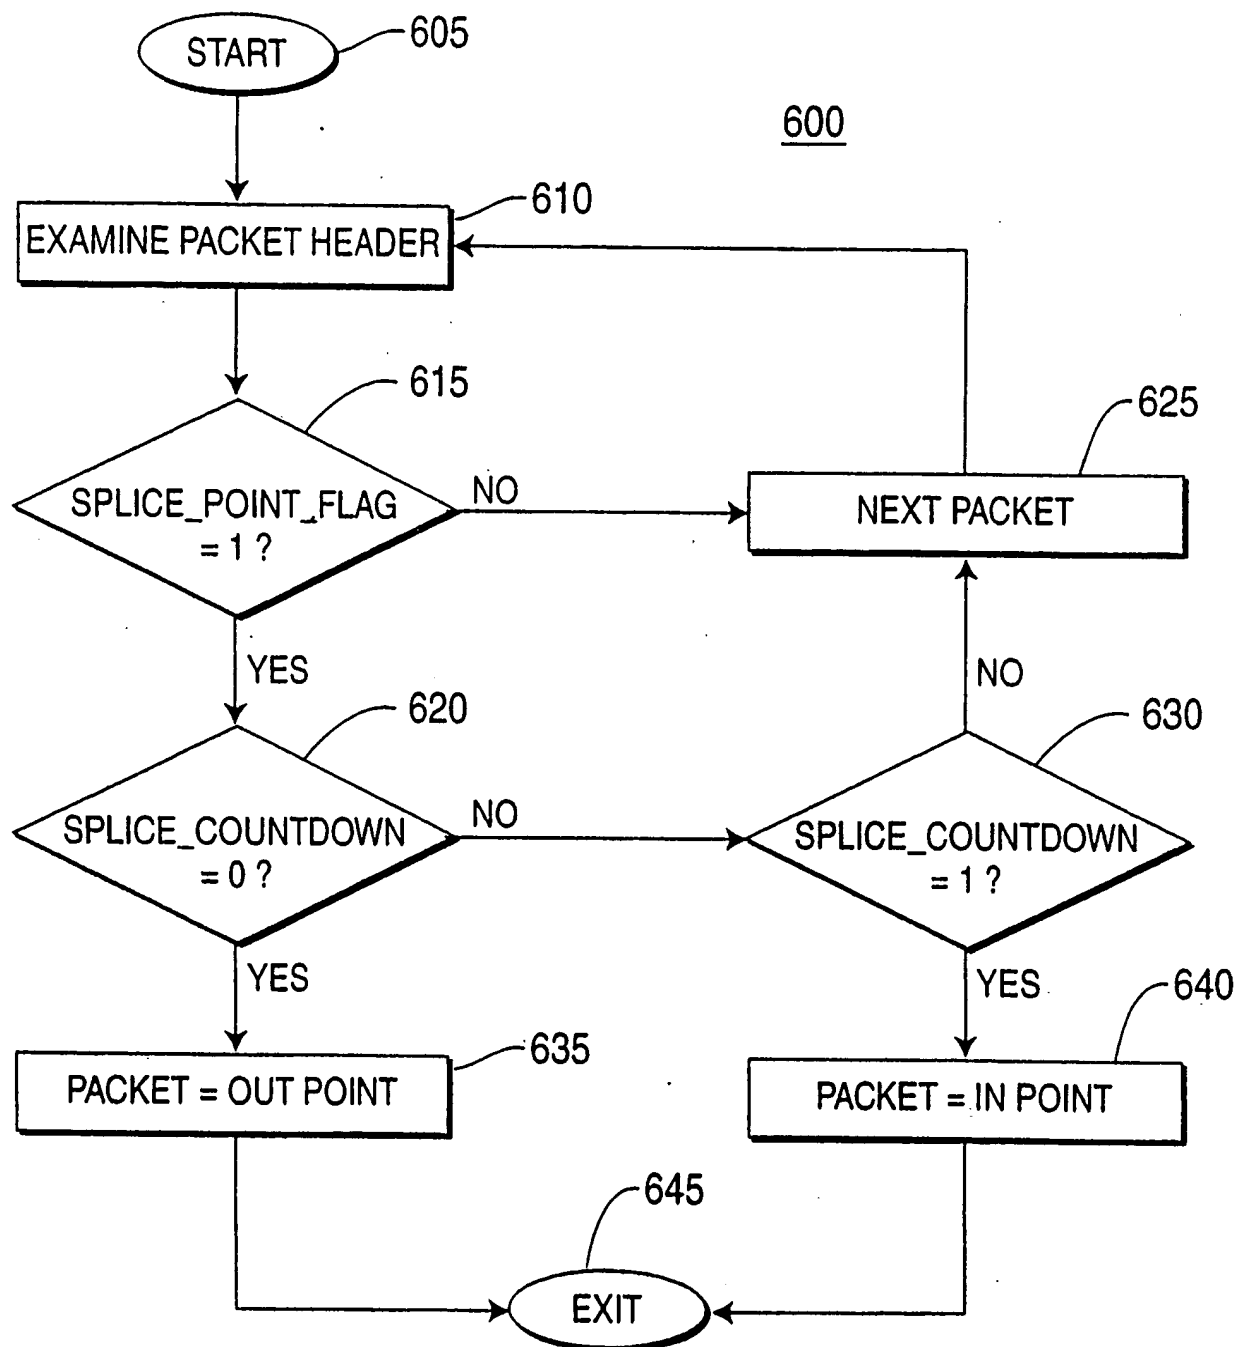 START
605
600
EXAMINE PACKET HEADER
610
615
SPLICE_POINT_FLAG
= 1 ?
NO
625
NEXT PACKET
YES
620
SPLICE_COUNTDOWN
= 0 ?
NO
NO
630
SPLICE_COUNTDOWN
= 1 ?
YES
635
PACKET = OUT POINT
YES
640
PACKET = IN POINT
645
EXIT